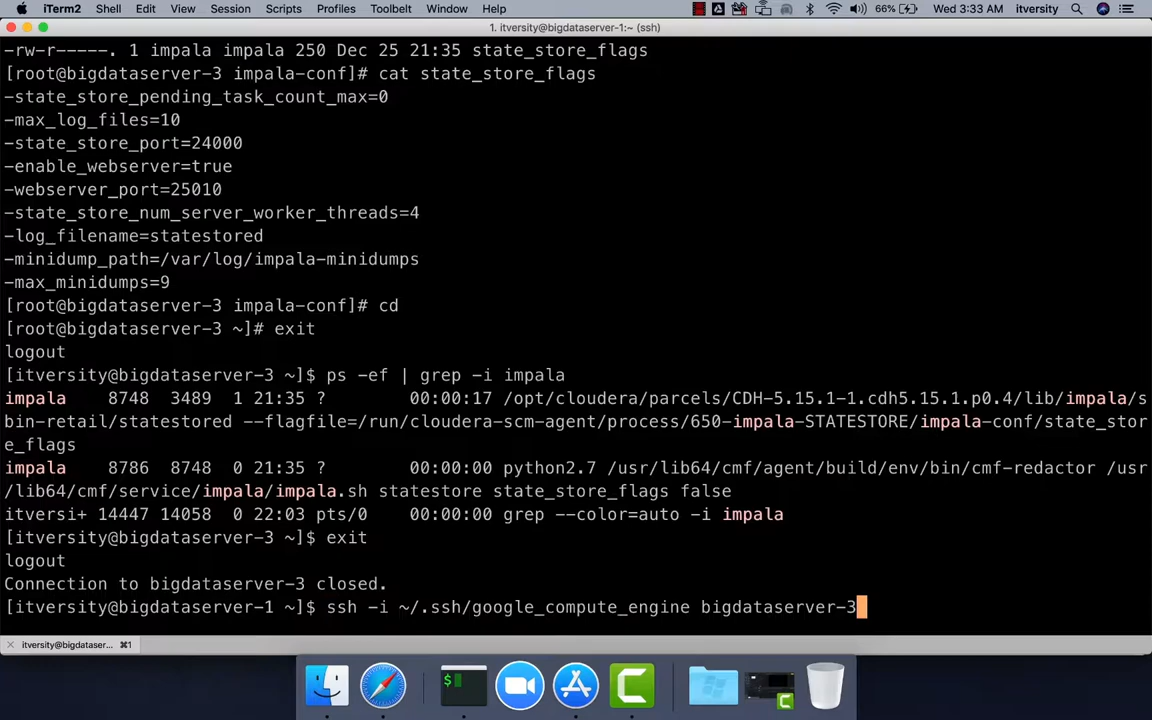 iTerm2 Shell Edit View Session Scripts Profiles Toolbelt Window Help 66% Wed 3:33 AM itversity
1. itversity@bigdataserver-1:~ (ssh)
-rw-r-----. 1 impala impala 250 Dec 25 21:35 state_store_flags
[root@bigdataserver-3 impala-conf]# cat state_store_flags
-state_store_pending_task_count_max=0
-max_log_files=10
-state_store_port=24000
-enable_webserver=true
-webserver_port=25010
-state_store_num_server_worker_threads=4
-log_filename=statestored
-minidump_path=/var/log/impala-minidumps
-max_minidumps=9
[root@bigdataserver-3 impala-conf]# cd
[root@bigdataserver-3 ~]# exit
logout
[itversity@bigdataserver-3 ~]$ ps -ef | grep -i impala
impala 8748 3489 1 21:35 ? 00:00:17 /opt/cloudera/parcels/CDH-5.15.1-1.cdh5.15.1.p0.4/lib/impala/s
bin-retail/statestored --flagfile=/run/cloudera-scm-agent/process/650-impala-STATESTORE/impala-conf/state_stor
e_flags
impala 8786 8748 0 21:35 ? 00:00:00 python2.7 /usr/lib64/cmf/agent/build/env/bin/cmf-redactor /usr
/lib64/cmf/service/impala/impala.sh statestore state_store_flags false
itversi+ 14447 14058 0 22:03 pts/0 00:00:00 grep --color=auto -i impala
[itversity@bigdataserver-3 ~]$ exit
logout
Connection to bigdataserver-3 closed.
[itversity@bigdataserver-1 ~]$ ssh -i ~/.ssh/google_compute_engine bigdataserver-3
itversity@bigdataser... ⌘1